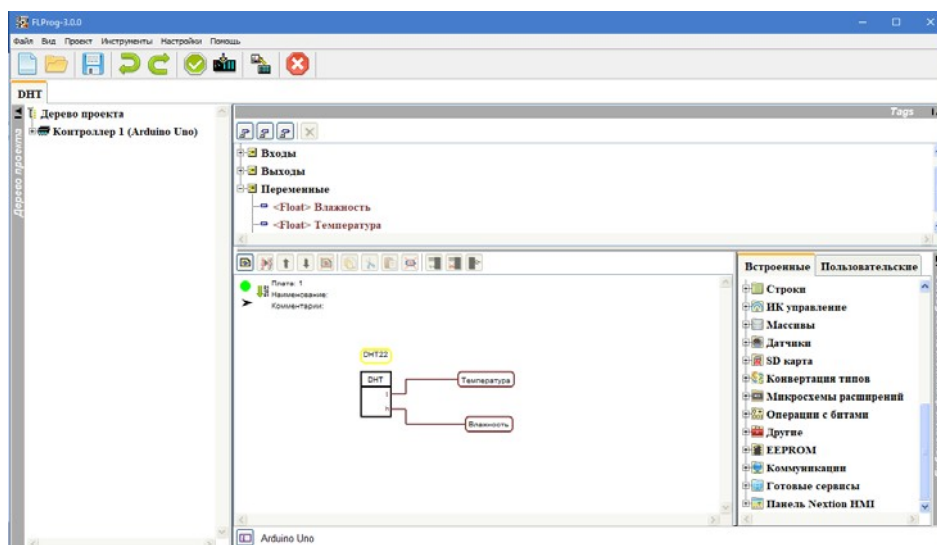 FLProg-3.0.0
Файл Вид Проект Инструменты Настройки Помощь
DHT
Дерево проекта
Контроллер 1 (Arduino Uno)
Дерево проекта
Tags
Входы
Выходы
Переменные
<Float> Влажность
<Float> Температура
Плата: 1
Наименование:
Комментарии:
DHT22
DHT
t
h
Температура
Влажность
Встроенные Пользовательские
Строки
ИК управление
Массивы
Датчики
SD карта
Конвертация типов
Микросхемы расширений
Операции с битами
Другие
EEPROM
Коммуникации
Готовые сервисы
Панель Nextion HMI
Arduino Uno